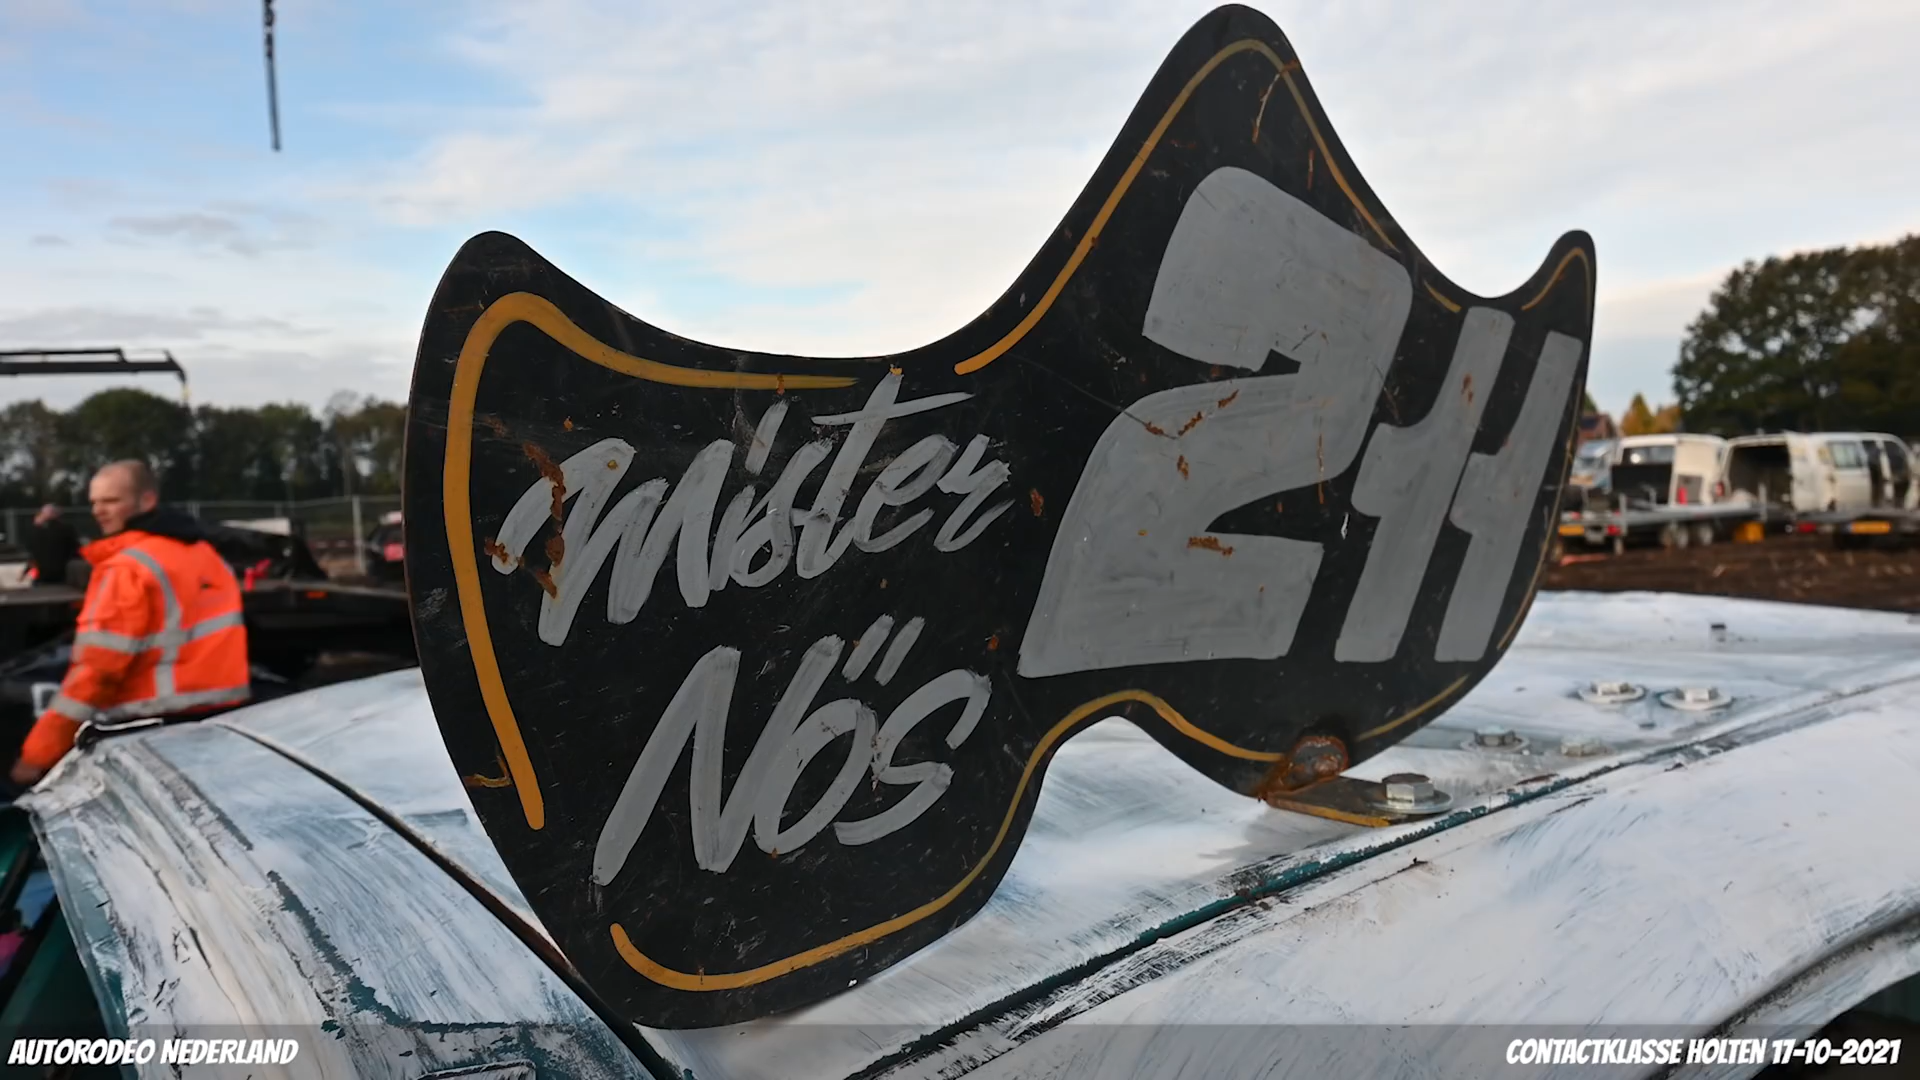 Mister
Nös
211
AUTORODEO NEDERLAND
CONTACTKLASSE HOLTEN 17-10-2021